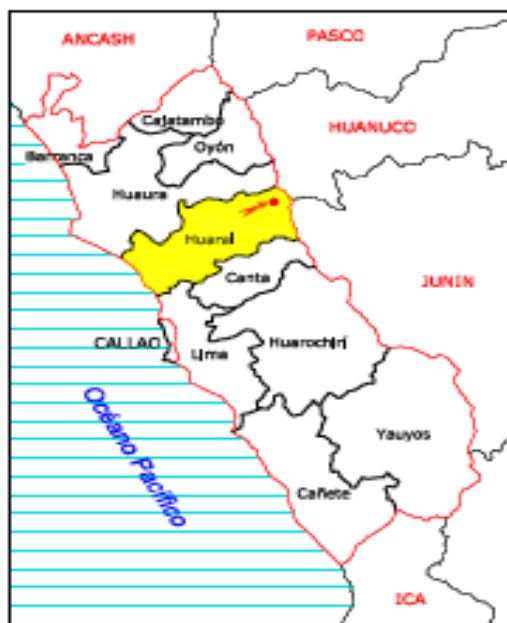 ANCASH
PASCO
Cajatambo
HUANUCO
Oyón
Barranca
Huaura
Huaral
Canta
JUNIN
CALLAO
Lima
Huarochirí
Océano Pacífico
Yauyos
Cañete
ICA